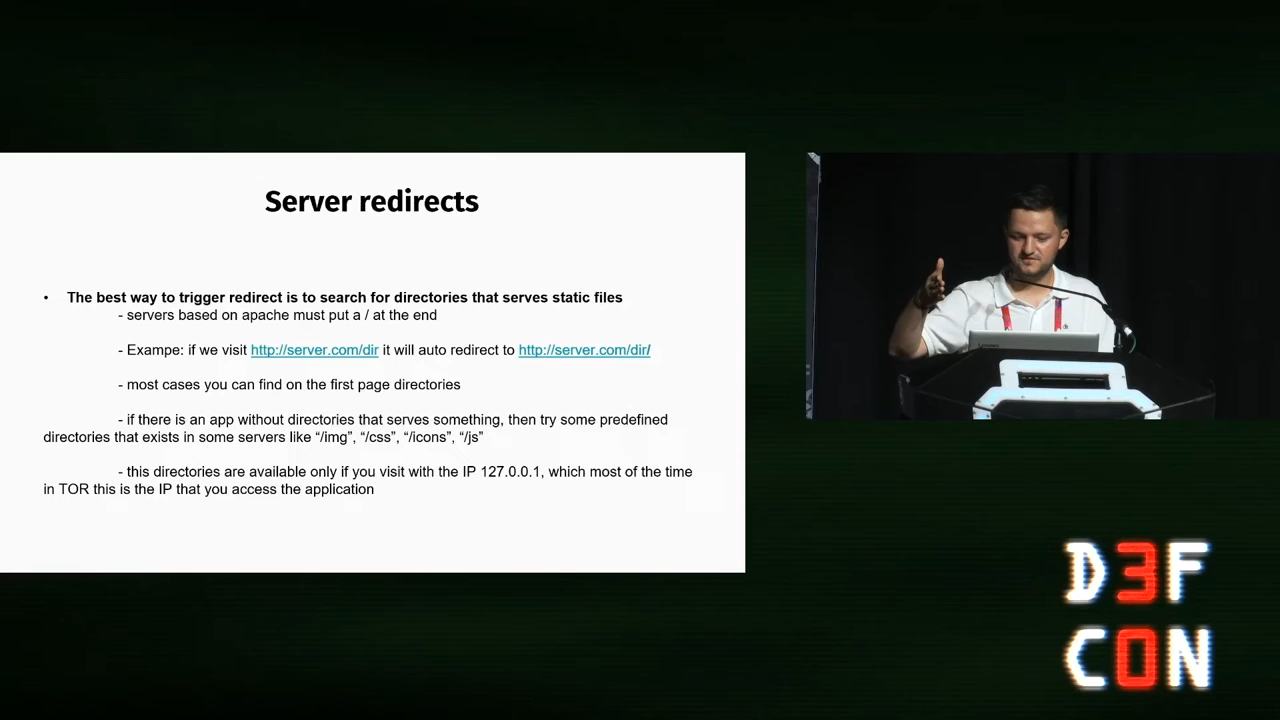 Server redirects
• The best way to trigger redirect is to search for directories that serves static files
- servers based on apache must put a / at the end
- Exampe: if we visit http://server.com/dir it will auto redirect to http://server.com/dir/
- most cases you can find on the first page directories
- if there is an app without directories that serves something, then try some predefined
directories that exists in some servers like “/img”, “/css”, “/icons”, “/js”
- this directories are available only if you visit with the IP 127.0.0.1, which most of the time
in TOR this is the IP that you access the application
D3F
C0N